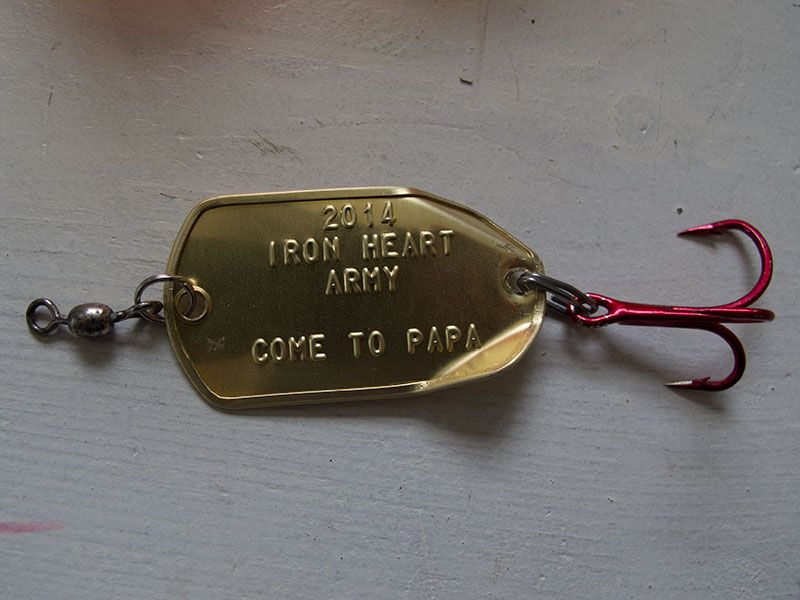 2014
IRON HEART
ARMY
COME TO PAPA